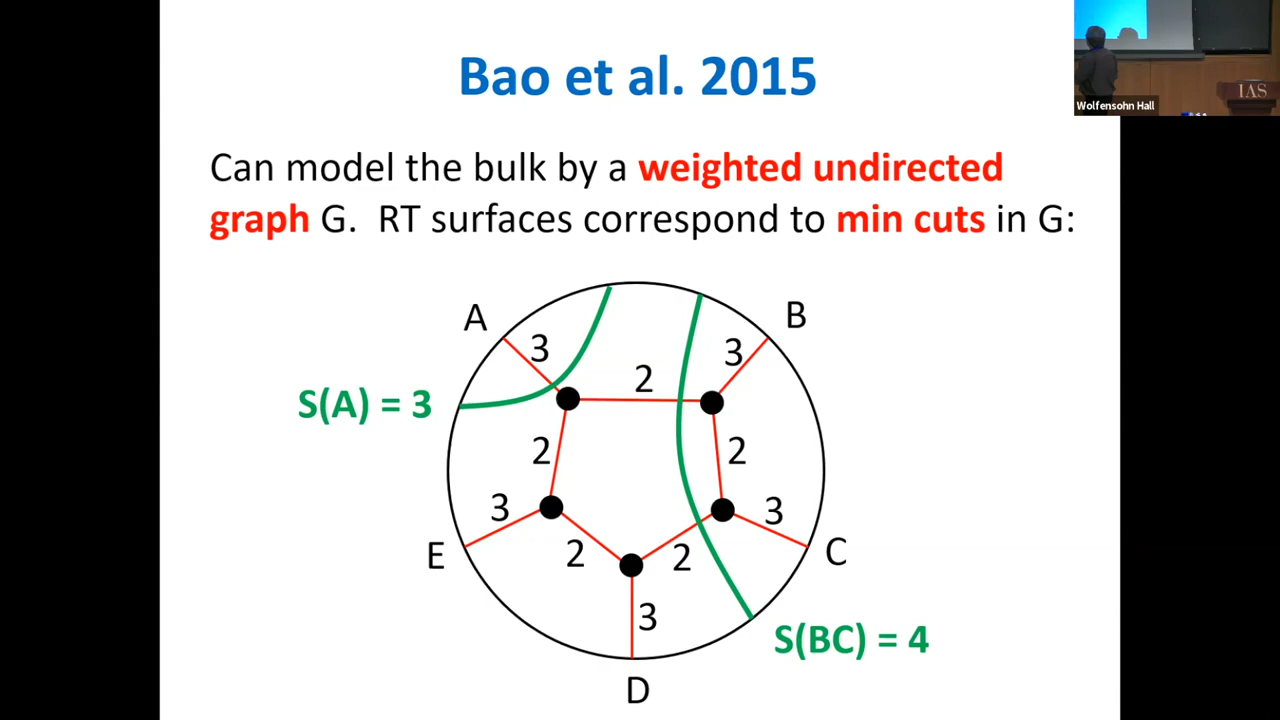 Bao et al. 2015
IAS
Wolfensohn Hall
Can model the bulk by a weighted undirected
graph G. RT surfaces correspond to min cuts in G:
A
B
3
3
2
S(A) = 3
2
2
3
3
E
2
2
C
3
S(BC) = 4
D